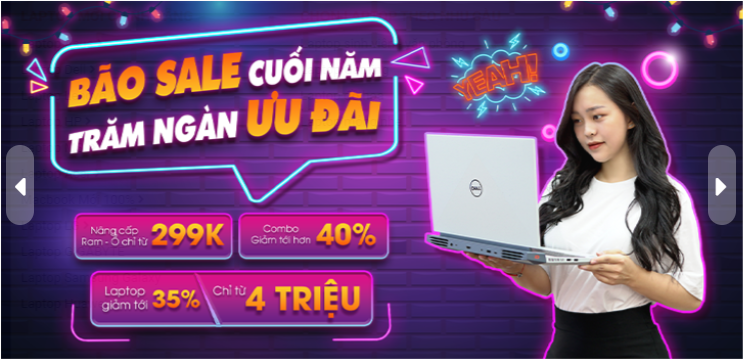 BÃO SALE CUỐI NĂM
TRĂM NGÀN ƯU ĐÃI
YEAH!
Nâng cấp
Ram - Ổ chỉ từ 299K
Combo
Giảm tới hơn 40%
Laptop
giảm tới 35%
Chỉ từ 4 TRIỆU
DELL